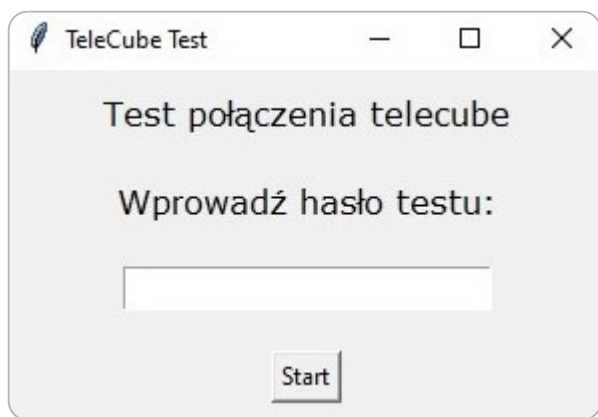 TeleCube Test
Test połączenia telecube
Wprowadź hasło testu:
Start